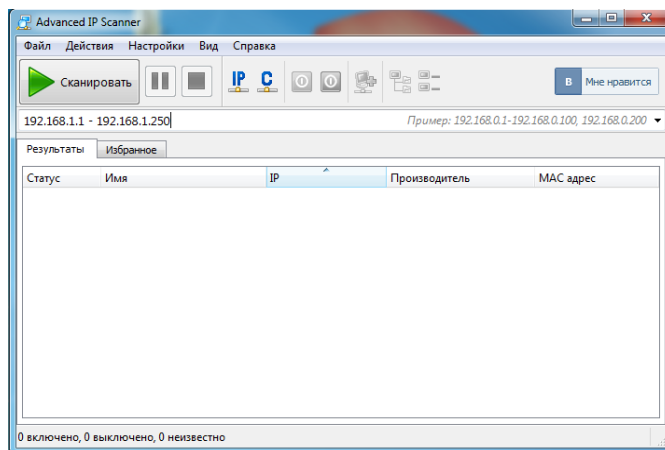 Advanced IP Scanner
Файл Действия Настройки Вид Справка
Сканировать IP C B Мне нравится
192.168.1.1 - 192.168.1.250 Пример: 192.168.0.1-192.168.0.100, 192.168.0.200
Результаты Избранное
Статус Имя IP Производитель MAC адрес
0 включено, 0 выключено, 0 неизвестно